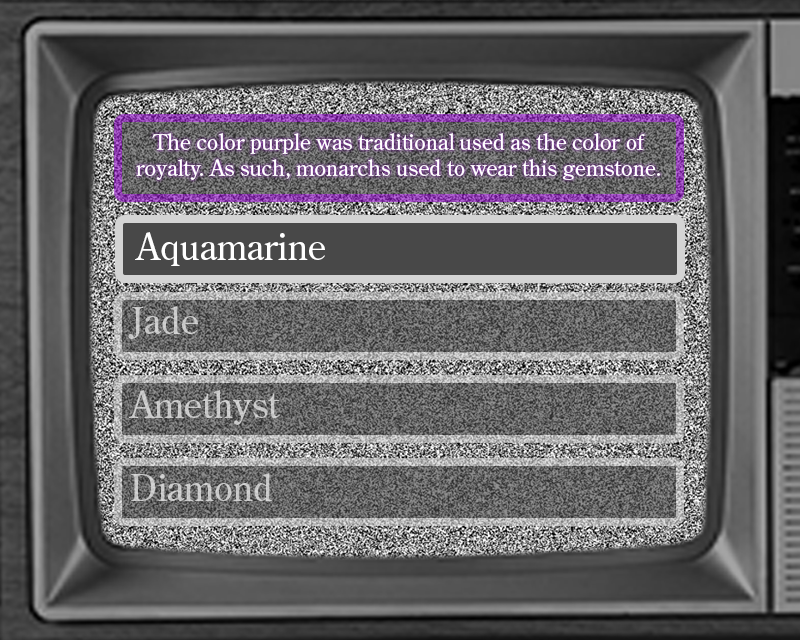 The color purple was traditional used as the color of
royalty. As such, monarchs used to wear this gemstone.
Aquamarine
Jade
Amethyst
Diamond